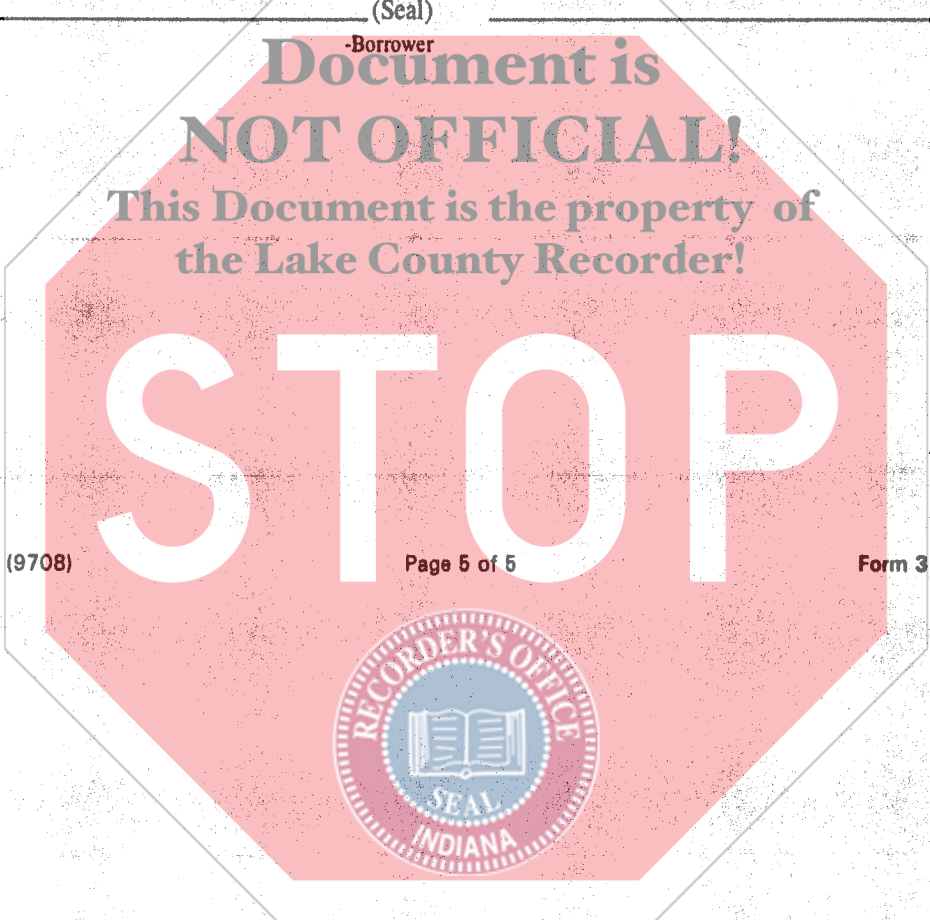 (Seal)
-Borrower
Document is
NOT OFFICIAL!
This Document is the property of
the Lake County Recorder!
STOP
(9708) Page 5 of 5 Form 3
RECORDER'S OFFICE
SEAL
INDIANA